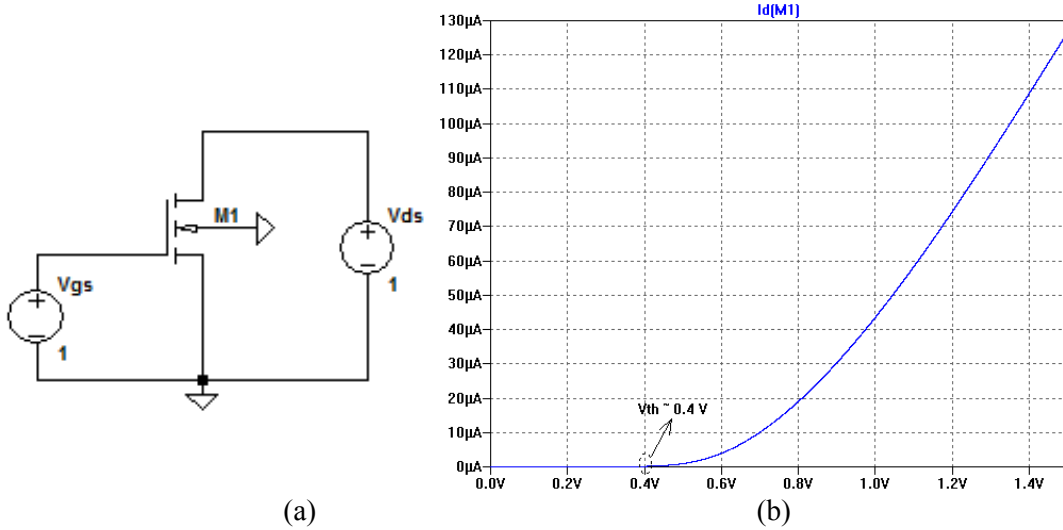 M1
Vds
1
Vgs
1
(a)
Id(M1)
130µA
120µA
110µA
100µA
90µA
80µA
70µA
60µA
50µA
40µA
30µA
20µA
10µA
0µA
Vth ~ 0.4 V
0.0V 0.2V 0.4V 0.6V 0.8V 1.0V 1.2V 1.4V
(b)